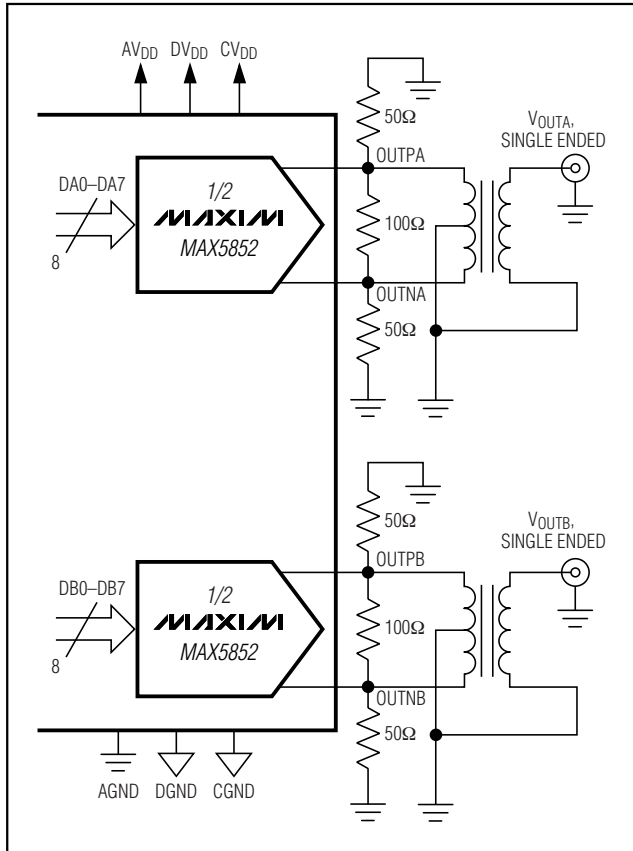 AVDD DVDD CVDD
50Ω
VOUTA,
SINGLE ENDED
OUTPA
DA0–DA7
1/2
MAXIM
MAX5852
8
100Ω
OUTNA
50Ω
50Ω
VOUTB,
SINGLE ENDED
OUTPB
DB0–DB7
1/2
MAXIM
MAX5852
8
100Ω
OUTNB
50Ω
AGND DGND CGND